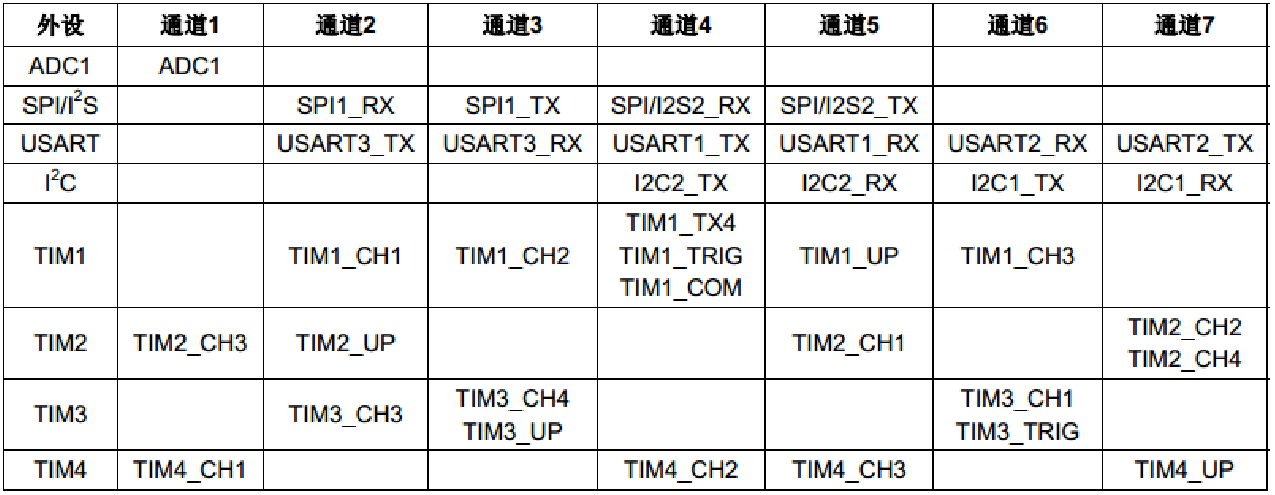 外设 通道1 通道2 通道3 通道4 通道5 通道6 通道7
ADC1 ADC1
SPI/I²S SPI1_RX SPI1_TX SPI/I2S2_RX SPI/I2S2_TX
USART USART3_TX USART3_RX USART1_TX USART1_RX USART2_RX USART2_TX
I²C I2C2_TX I2C2_RX I2C1_TX I2C1_RX
TIM1 TIM1_CH1 TIM1_CH2 TIM1_TX4 TIM1_TRIG TIM1_COM TIM1_UP TIM1_CH3
TIM2 TIM2_CH3 TIM2_UP TIM2_CH1 TIM2_CH2 TIM2_CH4
TIM3 TIM3_CH3 TIM3_CH4 TIM3_UP TIM3_CH1 TIM3_TRIG
TIM4 TIM4_CH1 TIM4_CH2 TIM4_CH3 TIM4_UP